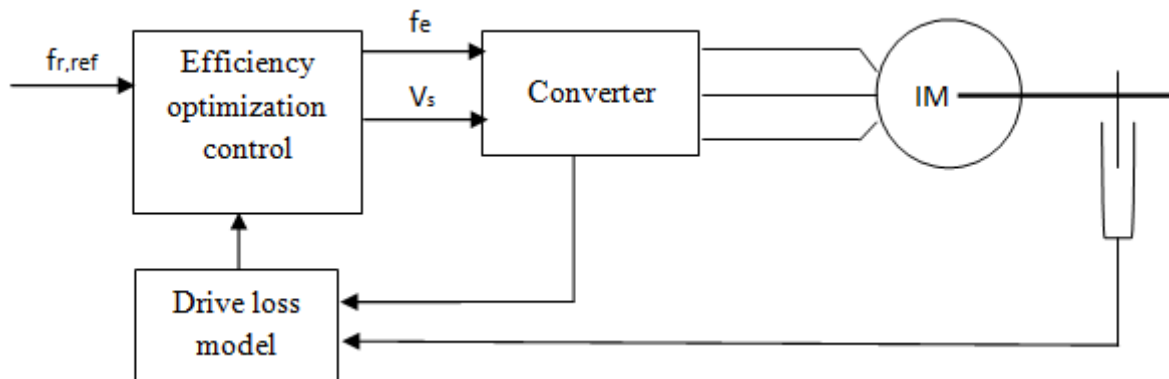 fr,ref
Efficiency
optimization
control
fe
Vs
Converter
IM
Drive loss
model